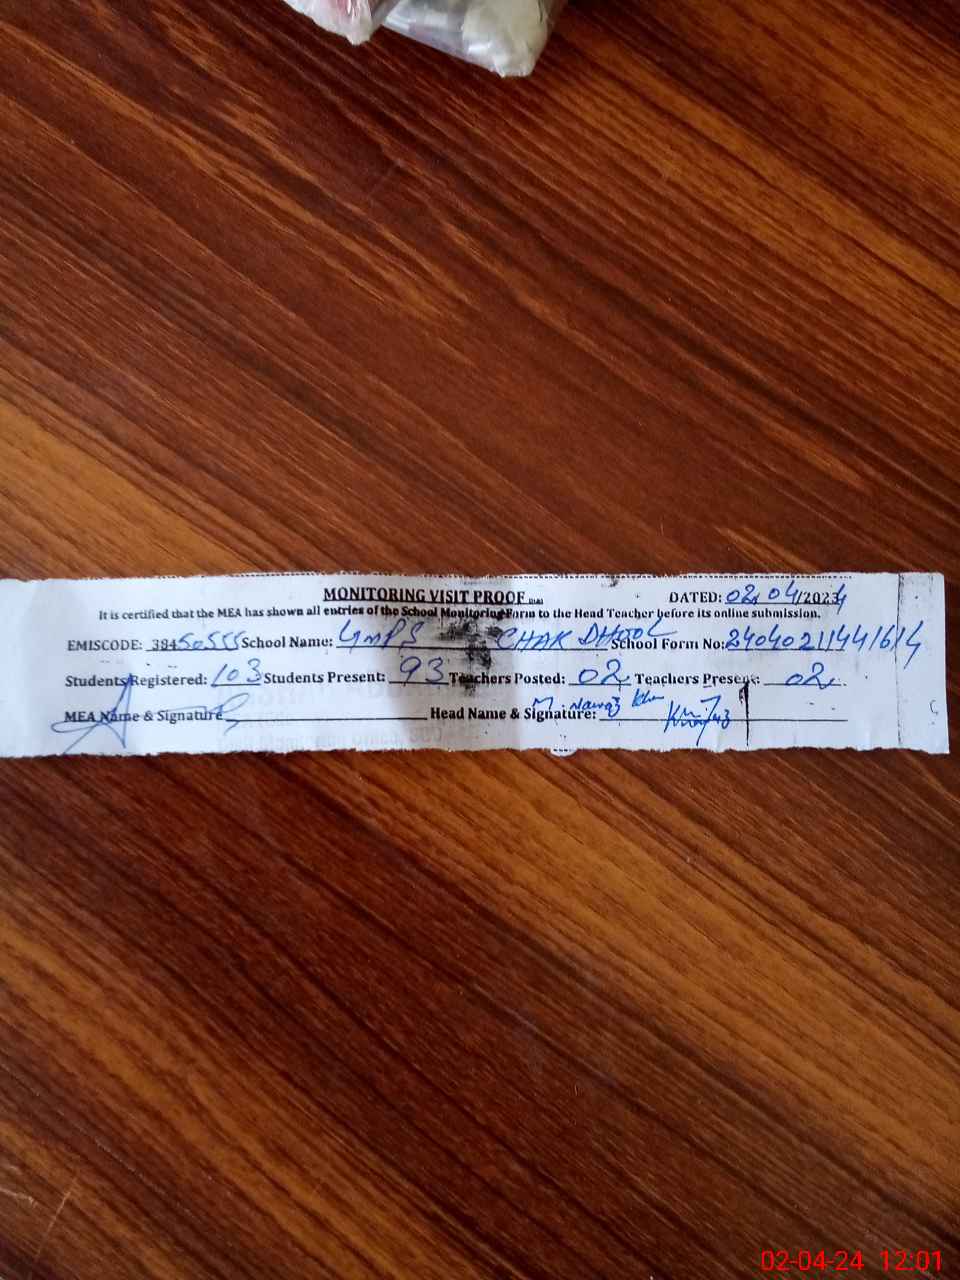 MONITORING VISIT PROOF DATED: 02/04/2024
It is certified that the MEA has shown all entries of the School Monitoring Form to the Head Teacher before its online submission.
EMISCODE: 38450555 School Name: GMPS CHAK DHOOL School Form No: 24040211441614
Students Registered: 103 Students Present: 93 Teachers Posted: 02 Teachers Present: 02
MEA Name & Signature Head Name & Signature: M. Nawaz Khan
02-04-24 12:01